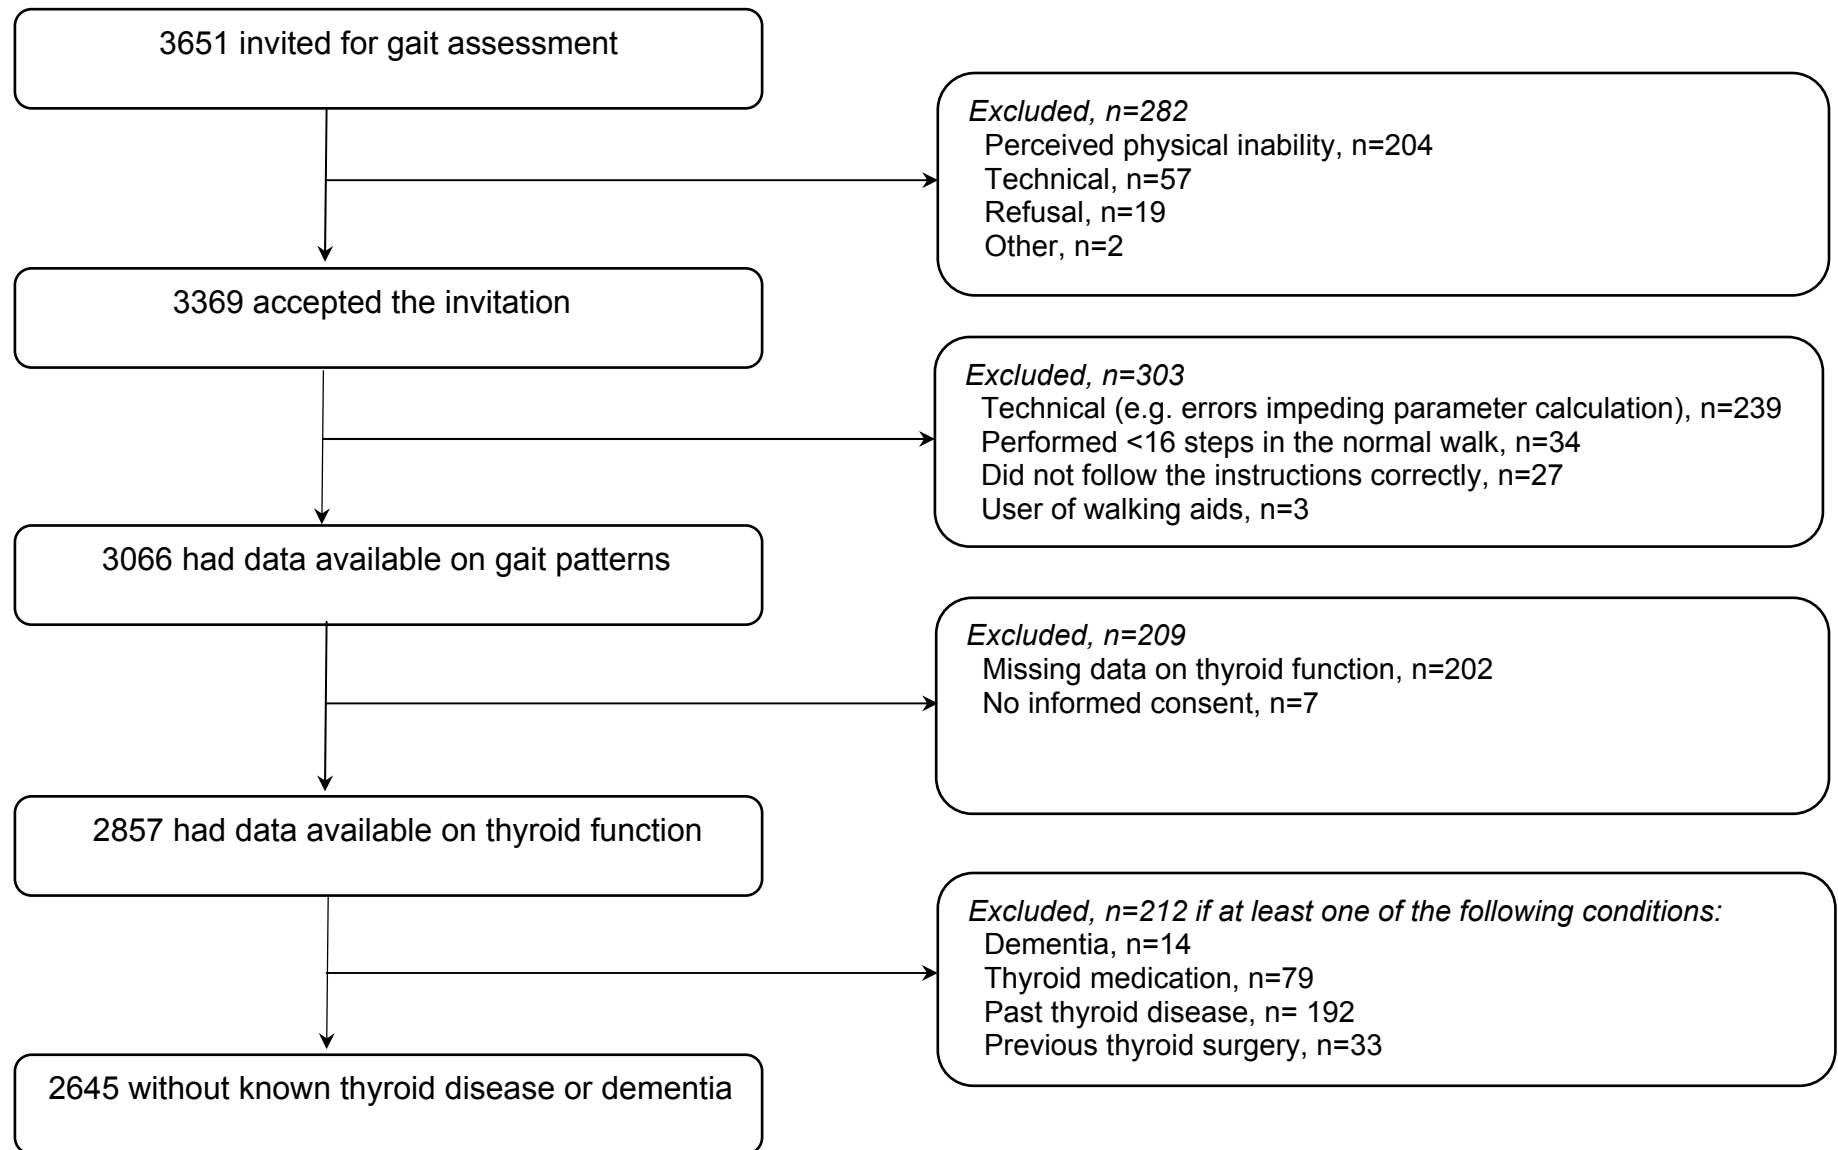 3651 invited for gait assessment
Excluded, n=282
Perceived physical inability, n=204
Technical, n=57
Refusal, n=19
Other, n=2
3369 accepted the invitation
Excluded, n=303
Technical (e.g. errors impeding parameter calculation), n=239
Performed <16 steps in the normal walk, n=34
Did not follow the instructions correctly, n=27
User of walking aids, n=3
3066 had data available on gait patterns
Excluded, n=209
Missing data on thyroid function, n=202
No informed consent, n=7
2857 had data available on thyroid function
Excluded, n=212 if at least one of the following conditions:
Dementia, n=14
Thyroid medication, n=79
Past thyroid disease, n= 192
Previous thyroid surgery, n=33
2645 without known thyroid disease or dementia